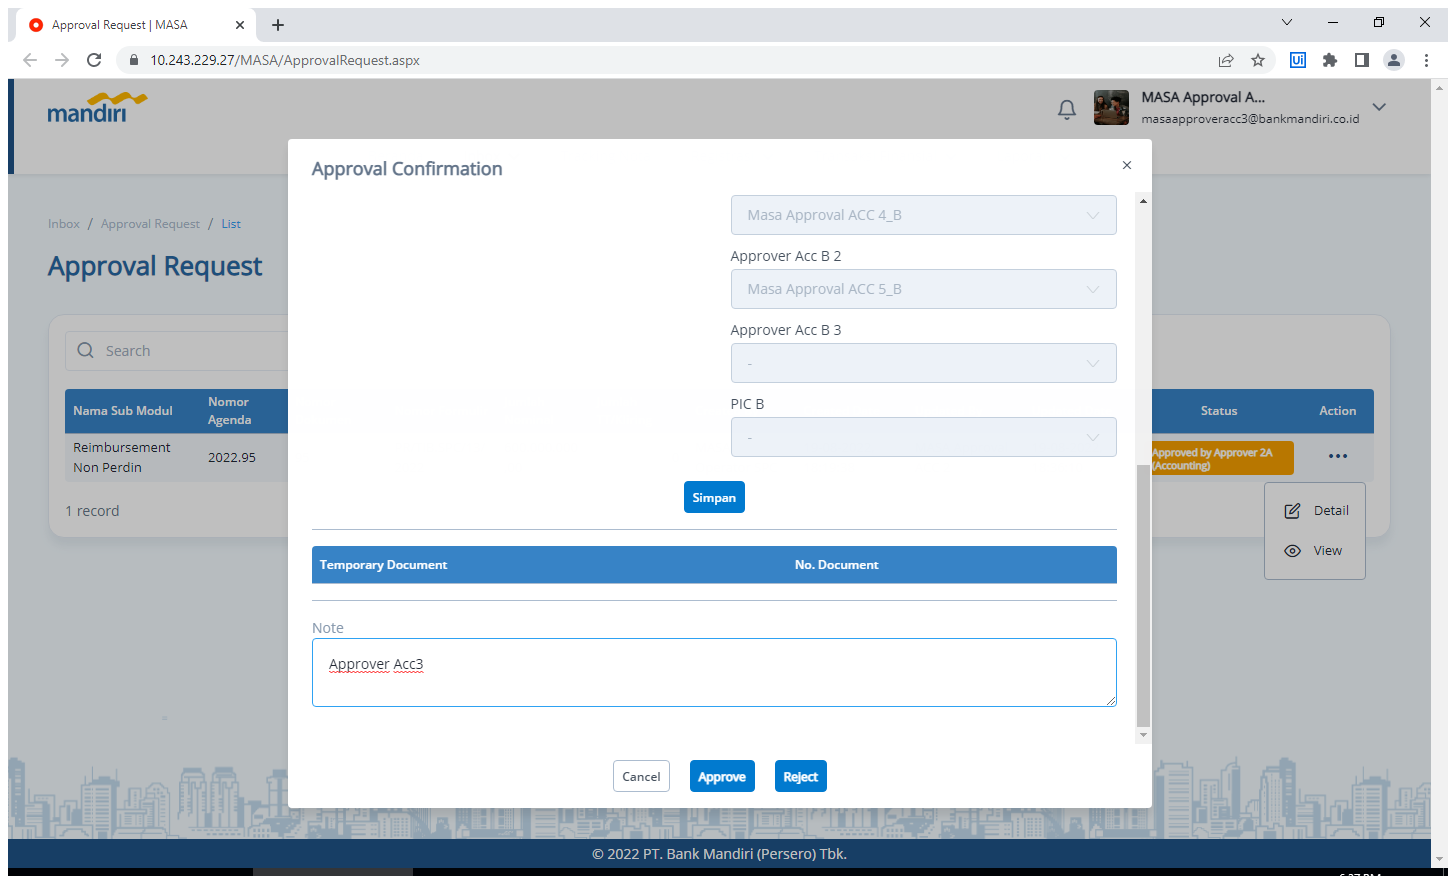 Approval Request | MASA
10.243.229.27/MASA/ApprovalRequest.aspx
Ui
mandiri
MASA Approval A...
masaapproveracc3@bankmandiri.co.id
Approval Confirmation
Inbox / Approval Request / List
Approval Request
Search
Nama Sub Modul
Nomor
Agenda
Status
Action
Reimbursement
Non Perdin
2022.95
Approved by Approver 2A
(Accounting)
1 record
Detail
View
Masa Approval ACC 4_B
Approver Acc B 2
Masa Approval ACC 5_B
Approver Acc B 3
-
PIC B
-
Simpan
Temporary Document
No. Document
Note
Approver Acc3
Cancel
Approve
Reject
© 2022 PT. Bank Mandiri (Persero) Tbk.